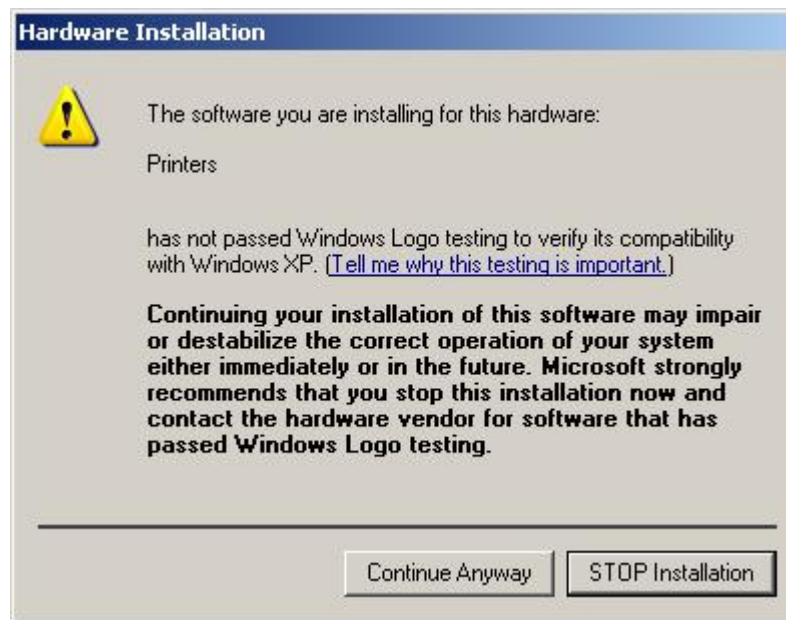 Hardware Installation
The software you are installing for this hardware:
Printers
has not passed Windows Logo testing to verify its compatibility
with Windows XP. (Tell me why this testing is important.)
Continuing your installation of this software may impair
or destabilize the correct operation of your system
either immediately or in the future. Microsoft strongly
recommends that you stop this installation now and
contact the hardware vendor for software that has
passed Windows Logo testing.
Continue Anyway STOP Installation